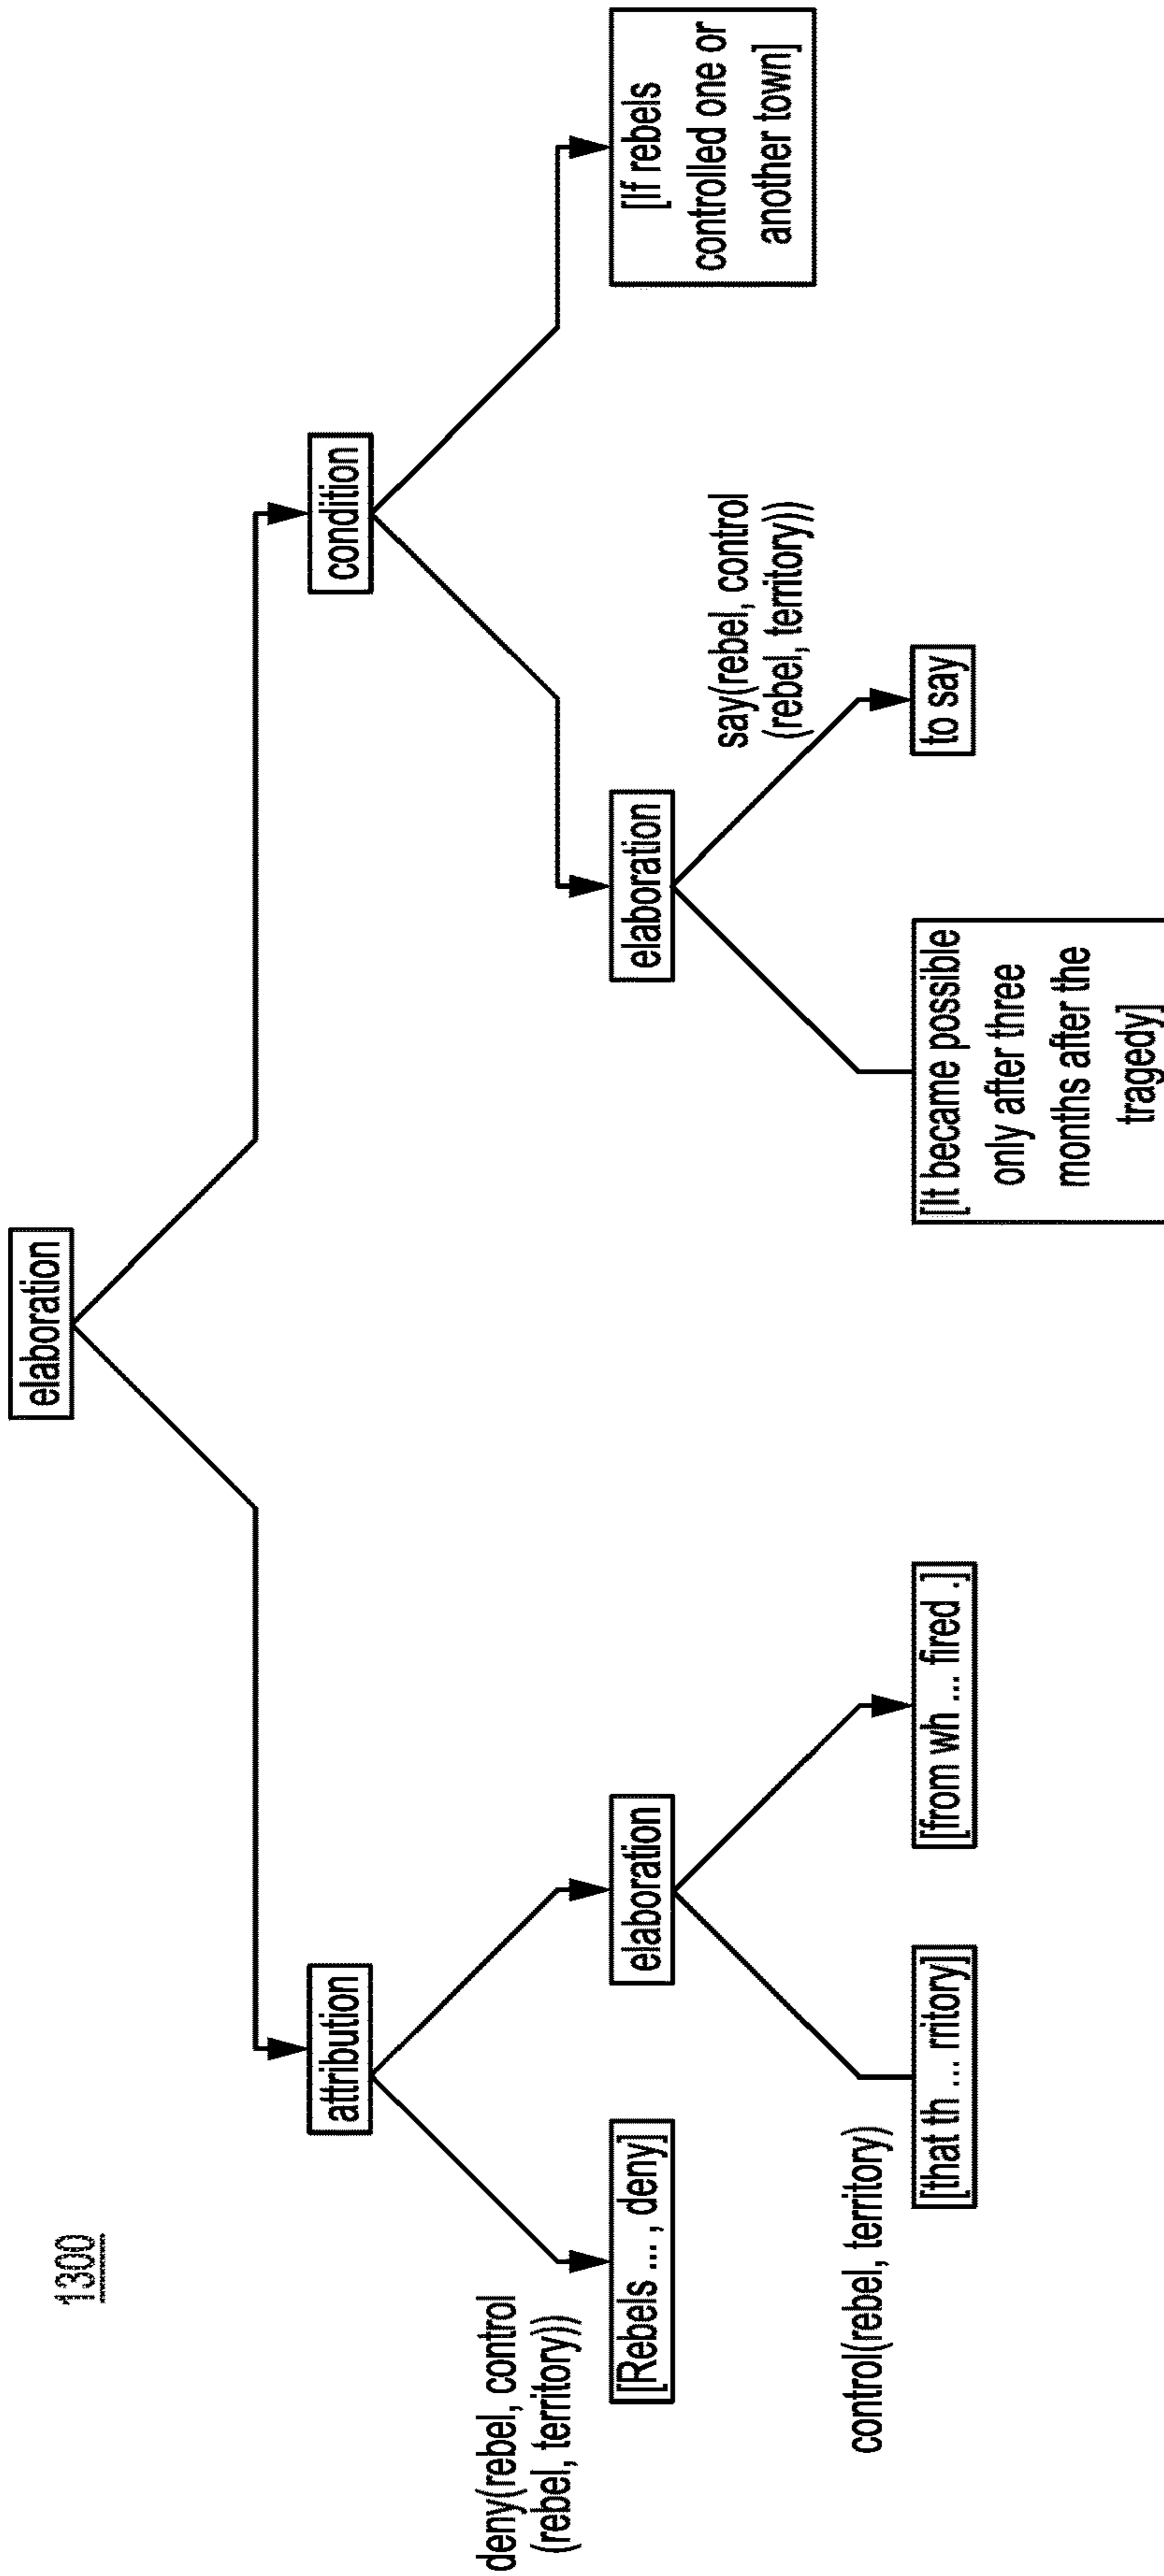 1300
elaboration
attribution
condition
deny(rebel, control
(rebel, territory))
[[Rebels ... , deny]
elaboration
elaboration
[If rebels
controlled one or
another town]
say(rebel, control
(rebel, territory))
control(rebel, territory)
[that th ... rritory]
[from wh ... fired .]
[It became possible
only after three
months after the
tragedy]
to say